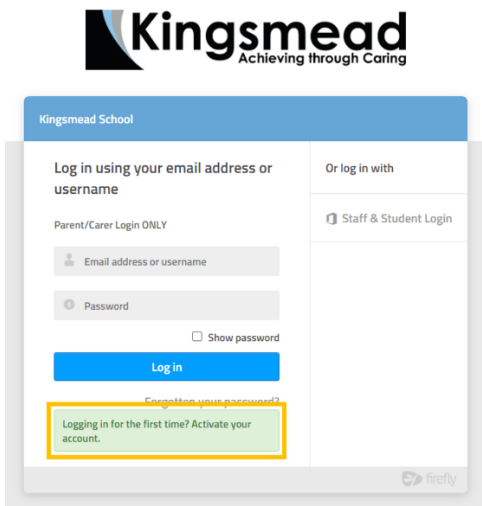 Kingsmead
Achieving through Caring
Kingsmead School
Log in using your email address or
username
Parent/Carer Login ONLY
Email address or username
Password
Show password
Log in
Forgotten your password?
Logging in for the first time? Activate your
account.
Or log in with
Staff & Student Login
firefly